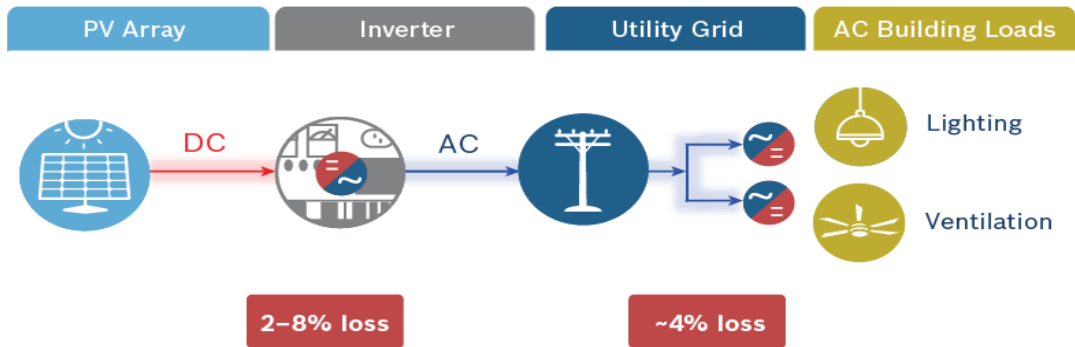 PV Array
Inverter
Utility Grid
AC Building Loads
DC
AC
Lighting
Ventilation
2–8% loss
~4% loss